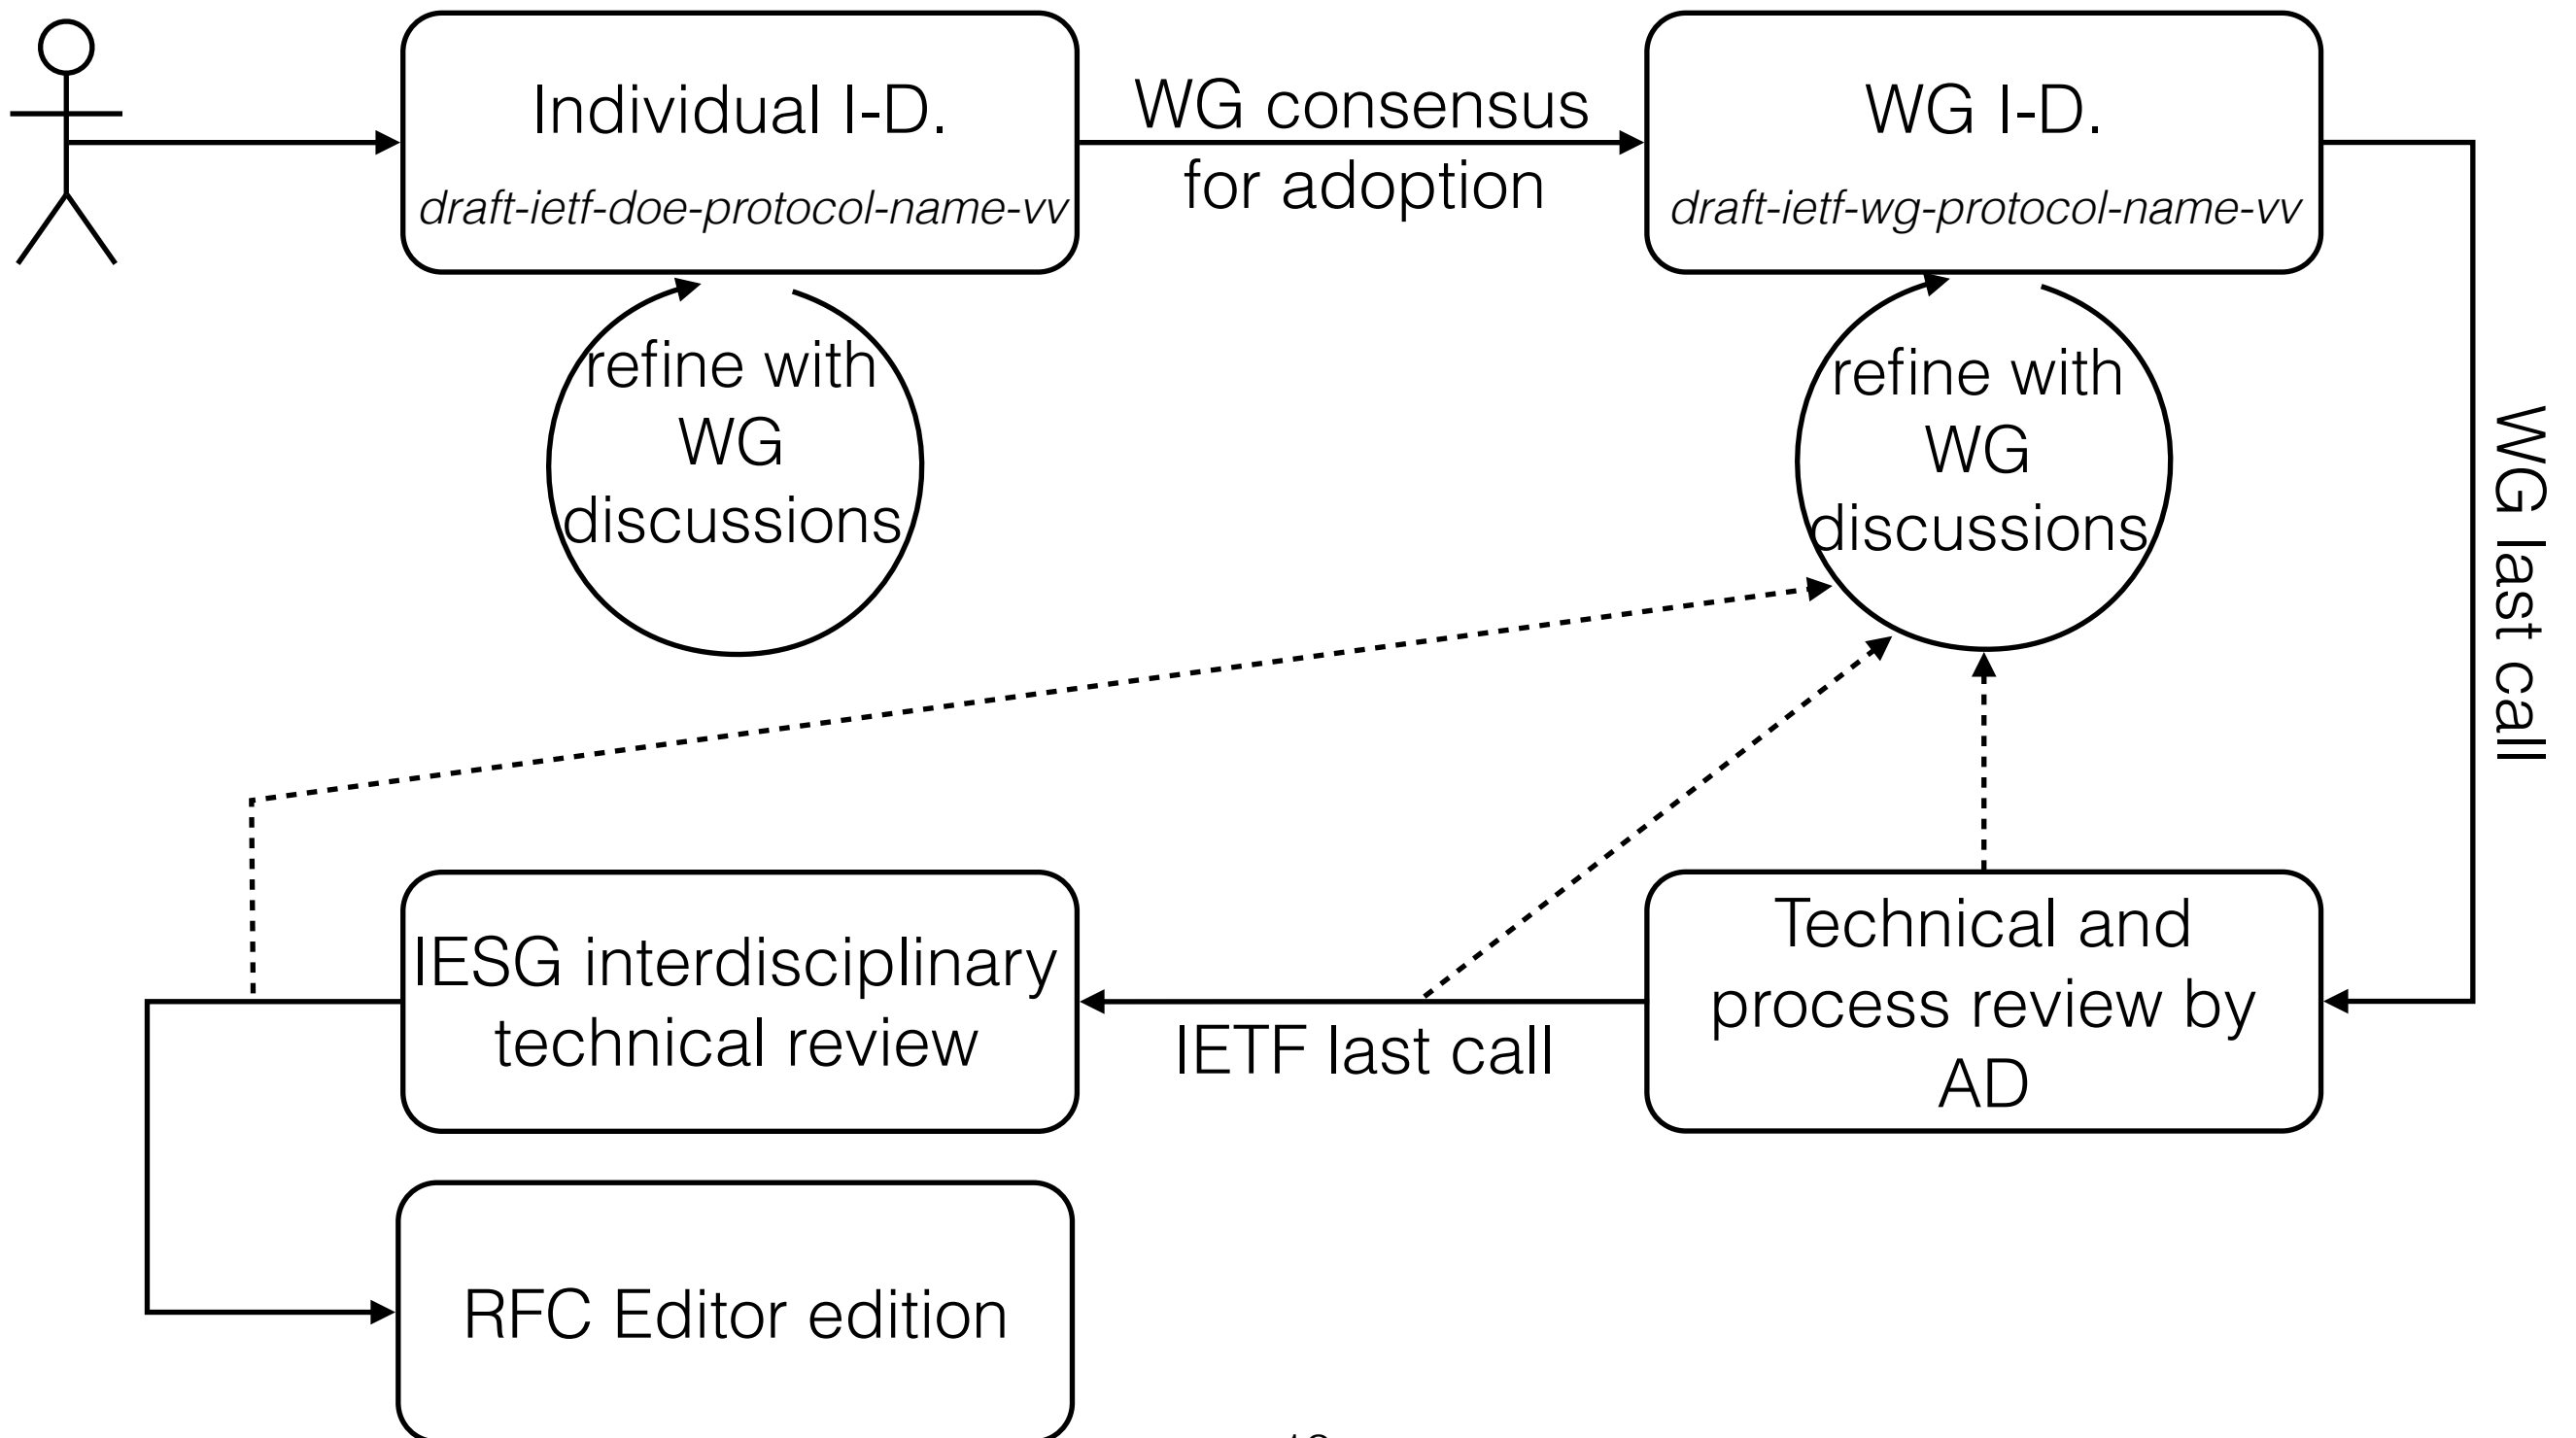 Individual I-D.
draft-ietf-doe-protocol-name-vv
WG consensus
for adoption
WG I-D.
draft-ietf-wg-protocol-name-vv
refine with
WG
discussions
refine with
WG
discussions
WG last call
IESG interdisciplinary
technical review
IETF last call
Technical and
process review by
AD
RFC Editor edition